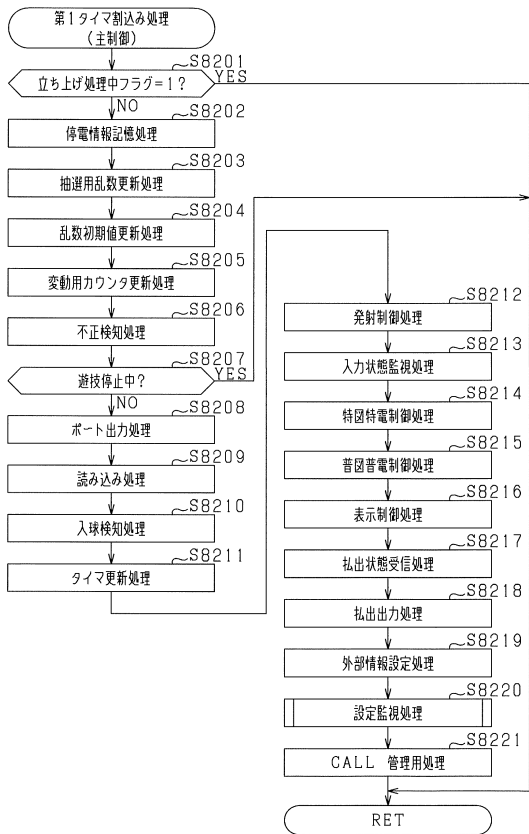 第1タイマ割込み処理
(主制御)
S8201
立ち上げ処理中フラグ=1?
YES
NO
S8202
停電情報記憶処理
S8203
抽選用乱数更新処理
S8204
乱数初期値更新処理
S8205
変動用カウンタ更新処理
S8206
不正検知処理
S8207
遊技停止中?
YES
NO
S8208
ポート出力処理
S8209
読み込み処理
S8210
入球検知処理
S8211
タイマ更新処理
S8212
発射制御処理
S8213
入力状態監視処理
S8214
特図特電制御処理
S8215
普図普電制御処理
S8216
表示制御処理
S8217
払出状態受信処理
S8218
払出出力処理
S8219
外部情報設定処理
S8220
設定監視処理
S8221
CALL 管理用処理
RET